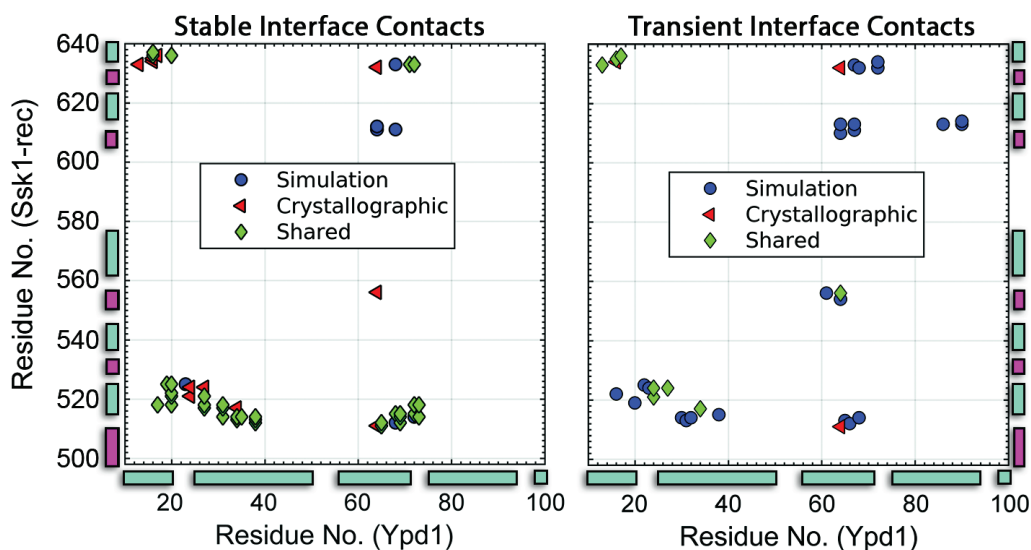 Stable Interface Contacts
Transient Interface Contacts
Residue No. (Ssk1-rec)
640
620
600
580
560
540
520
500
Simulation
Crystallographic
Shared
Simulation
Crystallographic
Shared
20 40 60 80 100
20 40 60 80 100
Residue No. (Ypd1)
Residue No. (Ypd1)